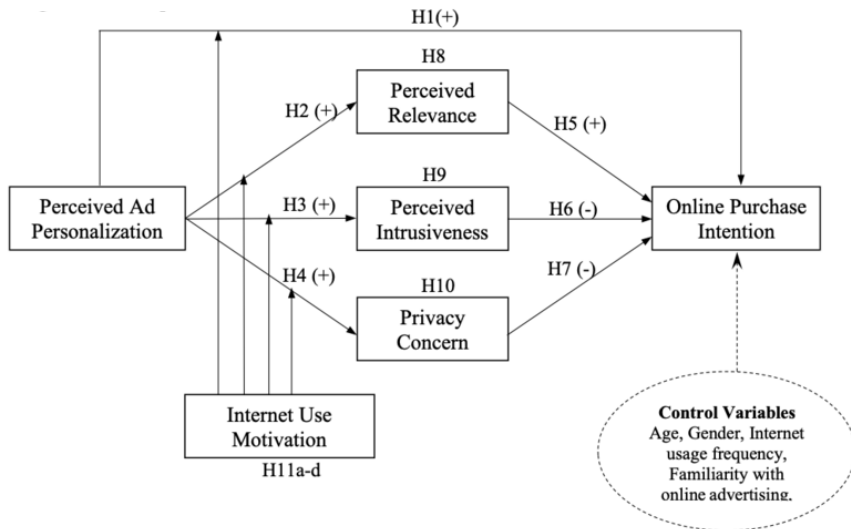 H1(+)
H8
Perceived
Relevance
H2 (+)
H5 (+)
H9
Perceived Ad
Personalization
H3 (+)
Perceived
Intrusiveness
H6 (-)
Online Purchase
Intention
H4 (+)
H7 (-)
H10
Privacy
Concern
Internet Use
Motivation
H11a-d
Control Variables
Age, Gender, Internet
usage frequency,
Familiarity with
online advertising,